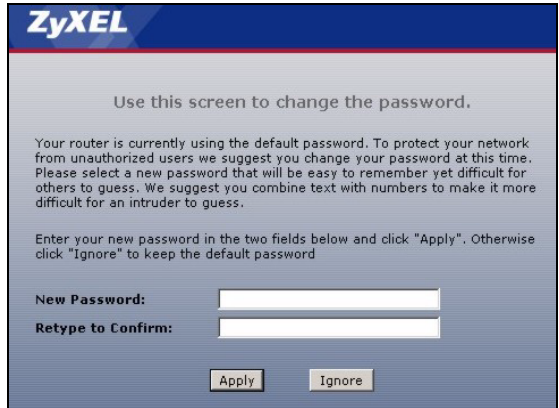 ZyXEL
Use this screen to change the password.
Your router is currently using the default password. To protect your network
from unauthorized users we suggest you change your password at this time.
Please select a new password that will be easy to remember yet difficult for
others to guess. We suggest you combine text with numbers to make it more
difficult for an intruder to guess.
Enter your new password in the two fields below and click "Apply". Otherwise
click "Ignore" to keep the default password
New Password:
Retype to Confirm:
Apply Ignore